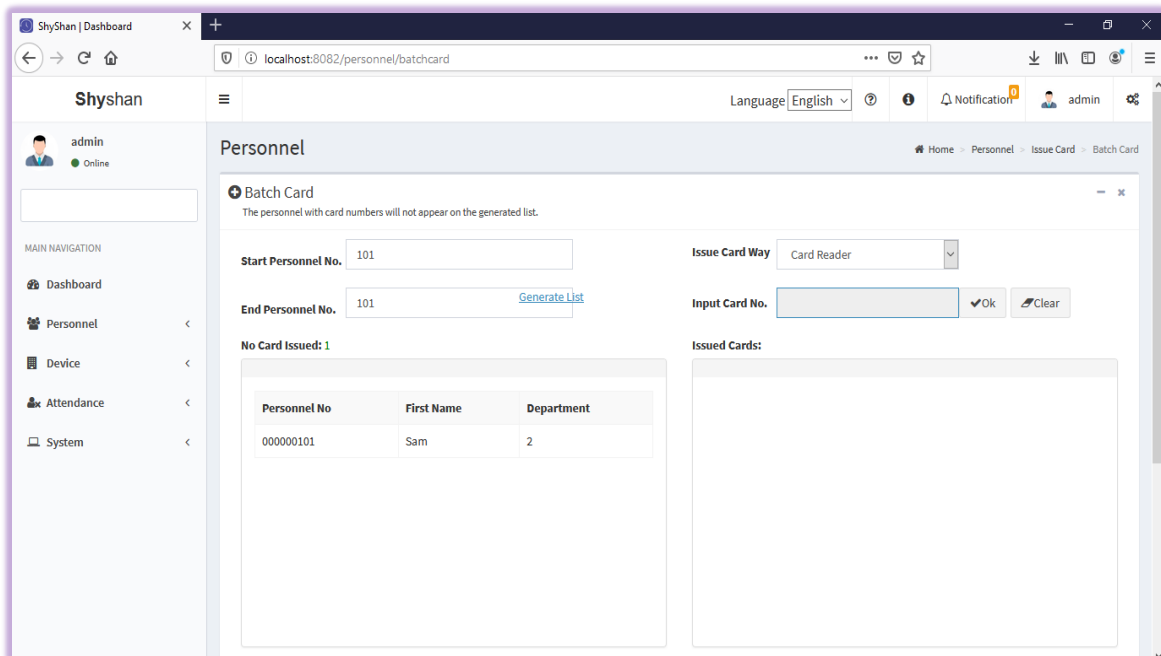 ShyShan | Dashboard
localhost:8082/personnel/batchcard
Shyshan
Language English
Notification 0
admin
admin
Online
Personnel
Home > Personnel > Issue Card > Batch Card
Batch Card
The personnel with card numbers will not appear on the generated list.
MAIN NAVIGATION
Dashboard
Personnel
Device
Attendance
System
Start Personnel No. 101
Issue Card Way Card Reader
End Personnel No. 101 Generate List
Input Card No. Ok Clear
No Card Issued: 1
Issued Cards:
Personnel No First Name Department
000000101 Sam 2